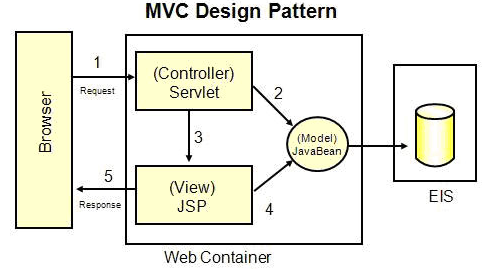 MVC Design Pattern
Browser
1
Request
(Controller)
Servlet
2
3
(Model)
JavaBean
5
Response
(View)
JSP
4
EIS
Web Container